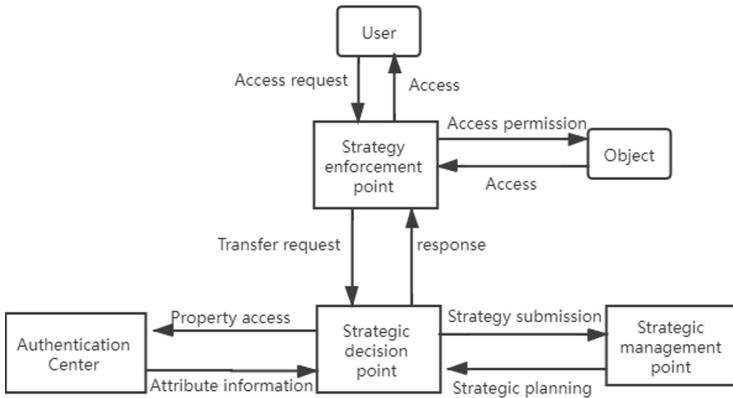 User
Access request
Access
Access permission
Strategy
enforcement
point
Object
Access
Transfer request
response
Property access
Strategy submission
Authentication
Center
Strategic
decision
point
Strategic
management
point
Attribute information
Strategic planning